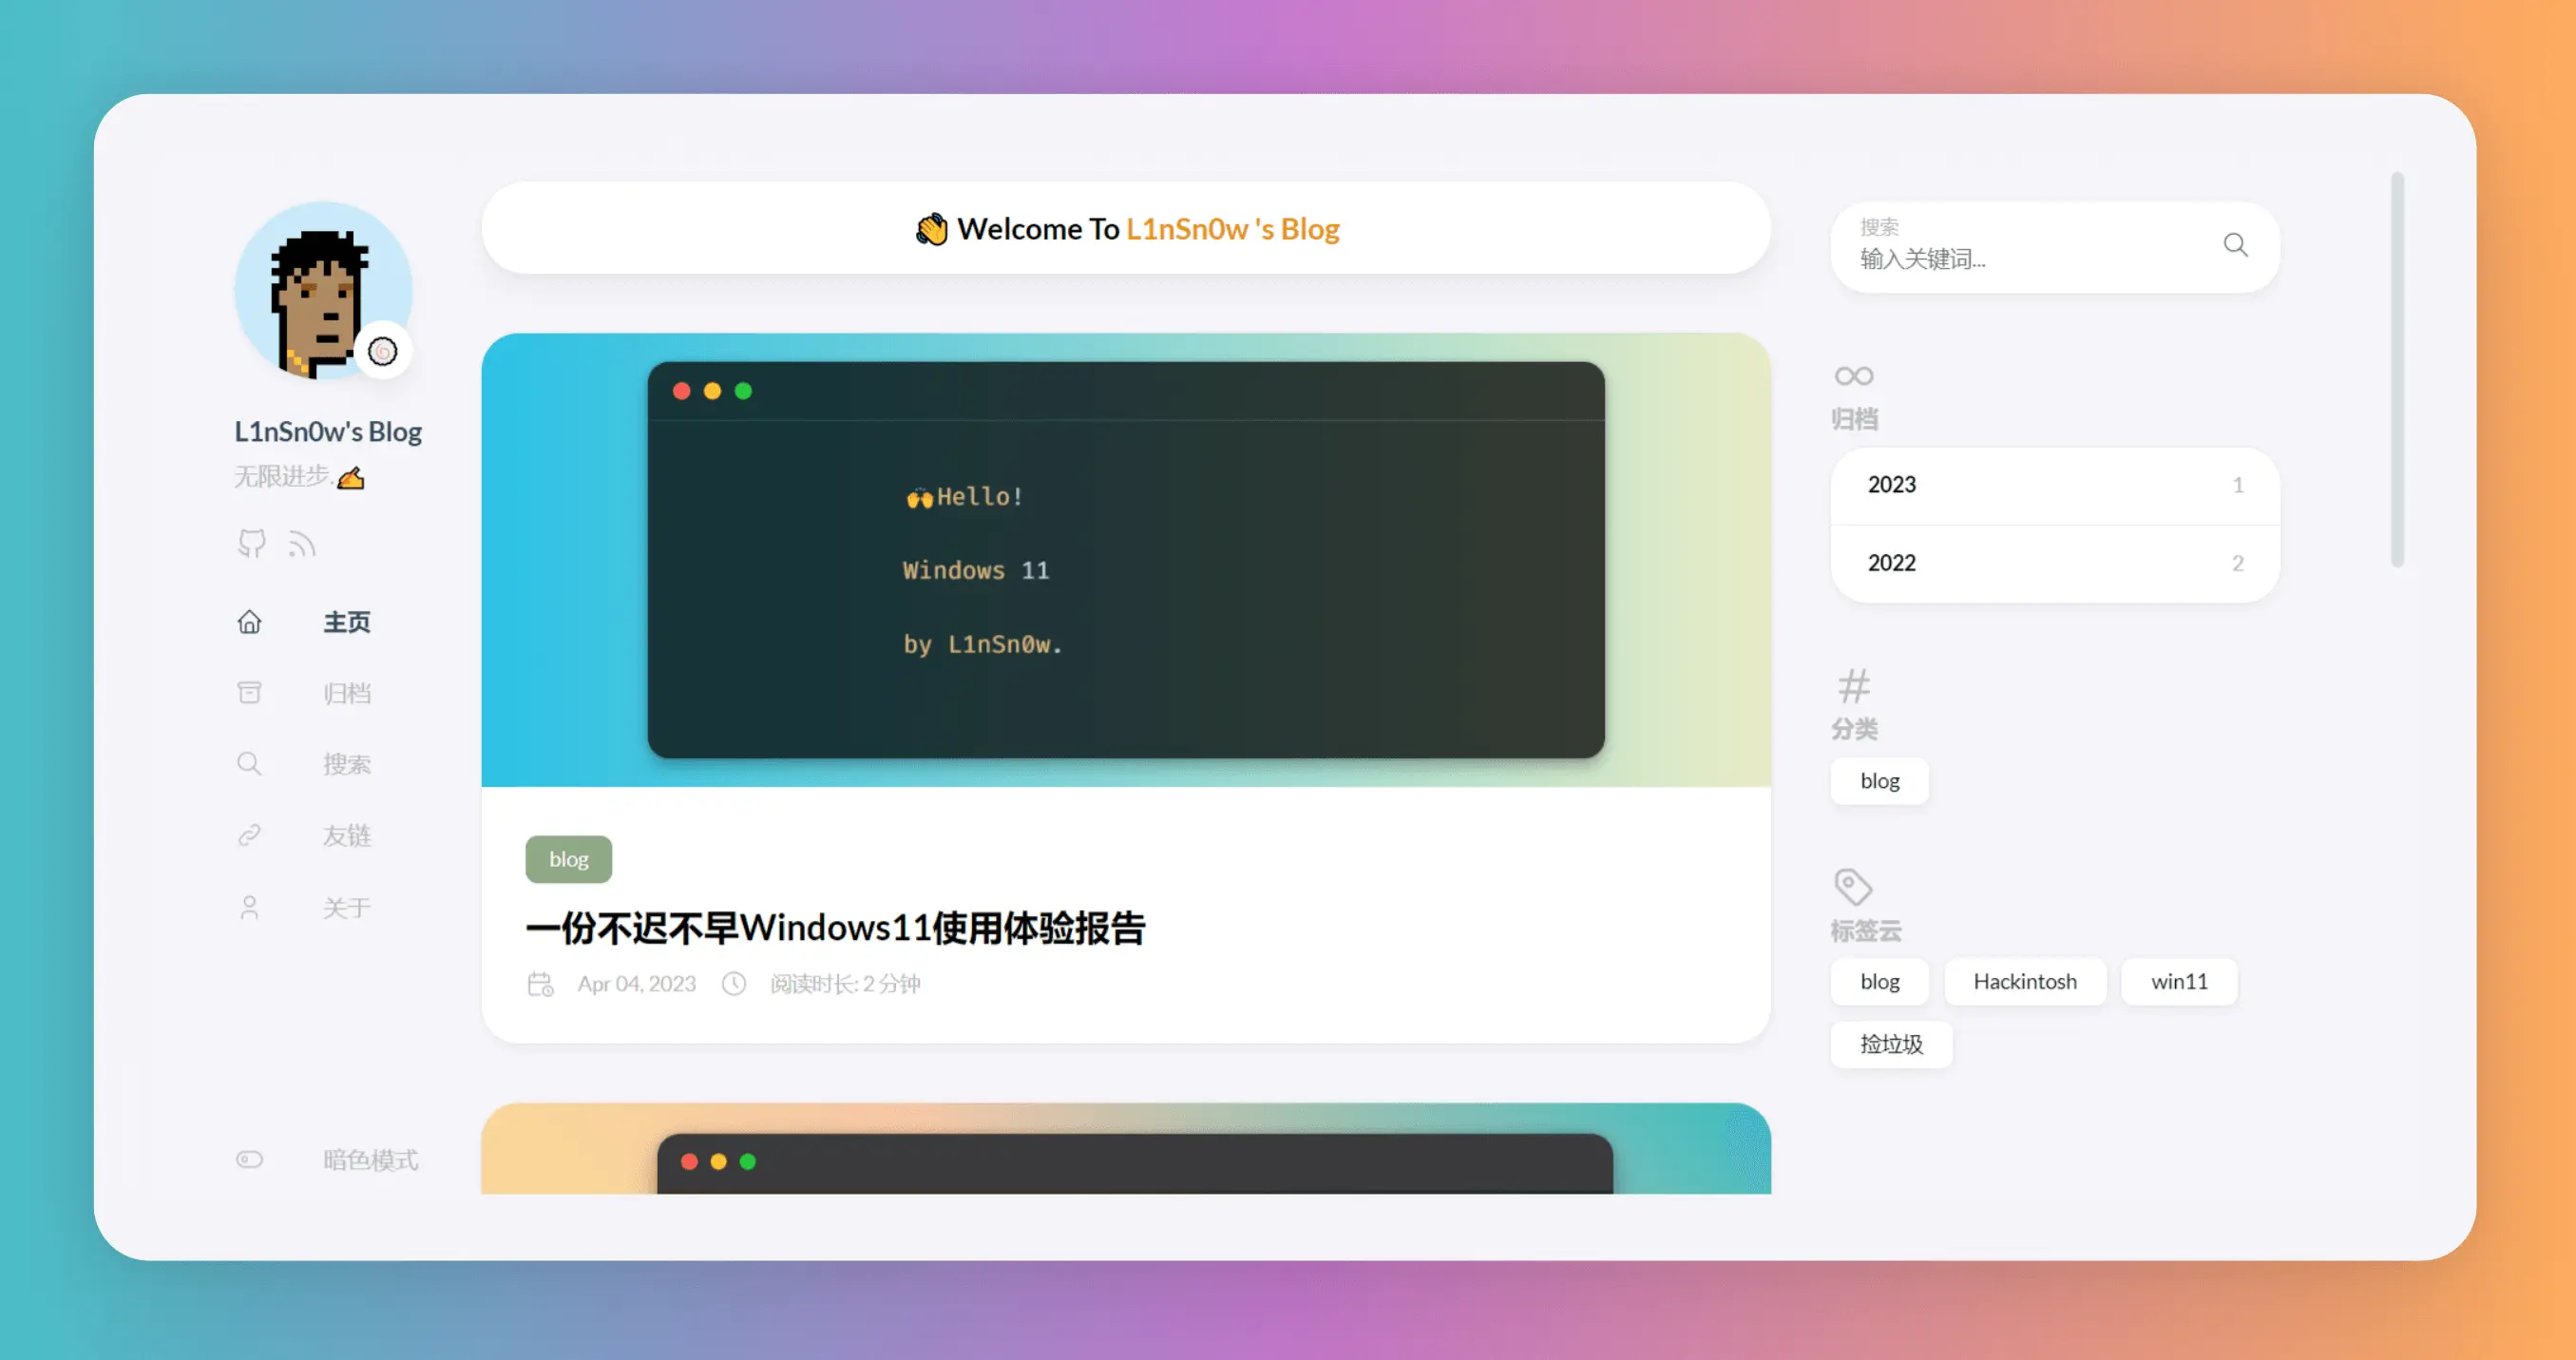 L1nSn0w's Blog
无限进步.✍
主页
归档
搜索
友链
关于
暗色模式
👏 Welcome To L1nSn0w 's Blog
🙌Hello!
Windows 11
by L1nSn0w.
blog
一份不迟不早Windows11使用体验报告
Apr 04, 2023 阅读时长: 2 分钟
搜索
输入关键词...
归档
2023 1
2022 2
分类
blog
标签云
blog Hackintosh win11
捡垃圾